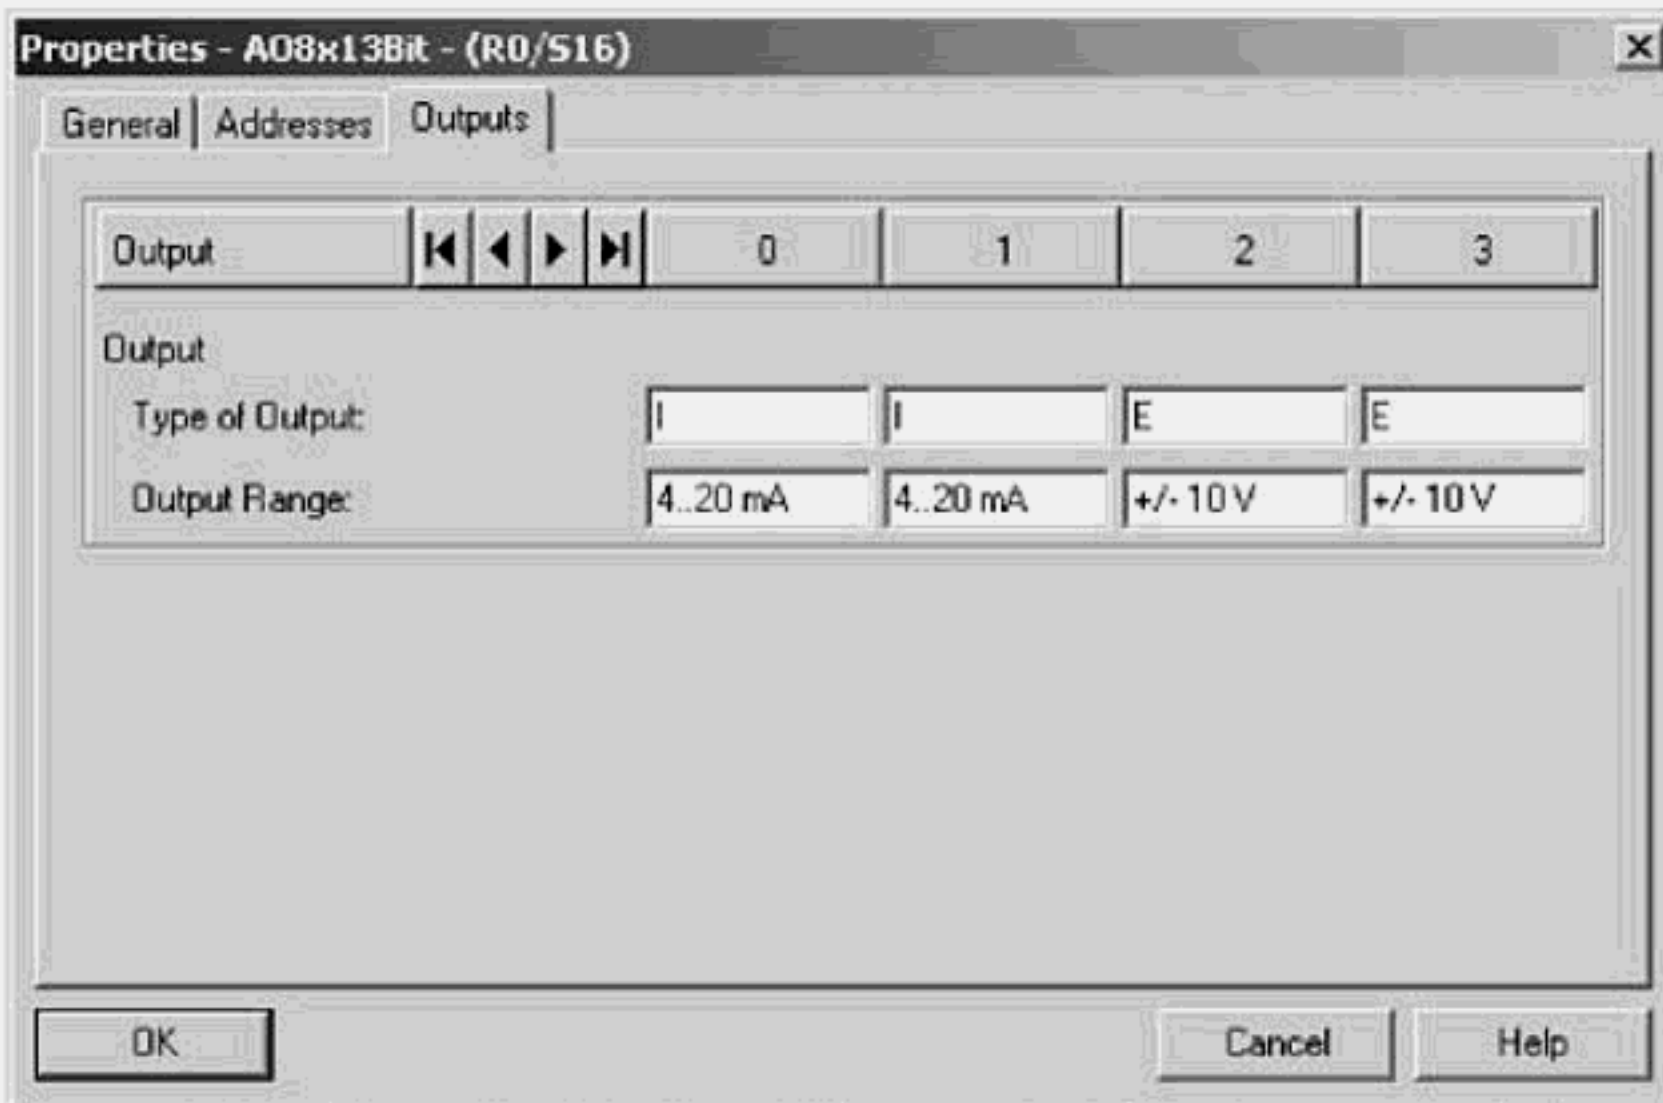 Properties - AO8x13Bit - (R0/S16)
General Addresses Outputs
Output 0 1 2 3
Output
Type of Output: I I E E
Output Range: 4..20 mA 4..20 mA +/- 10 V +/- 10 V
OK Cancel Help